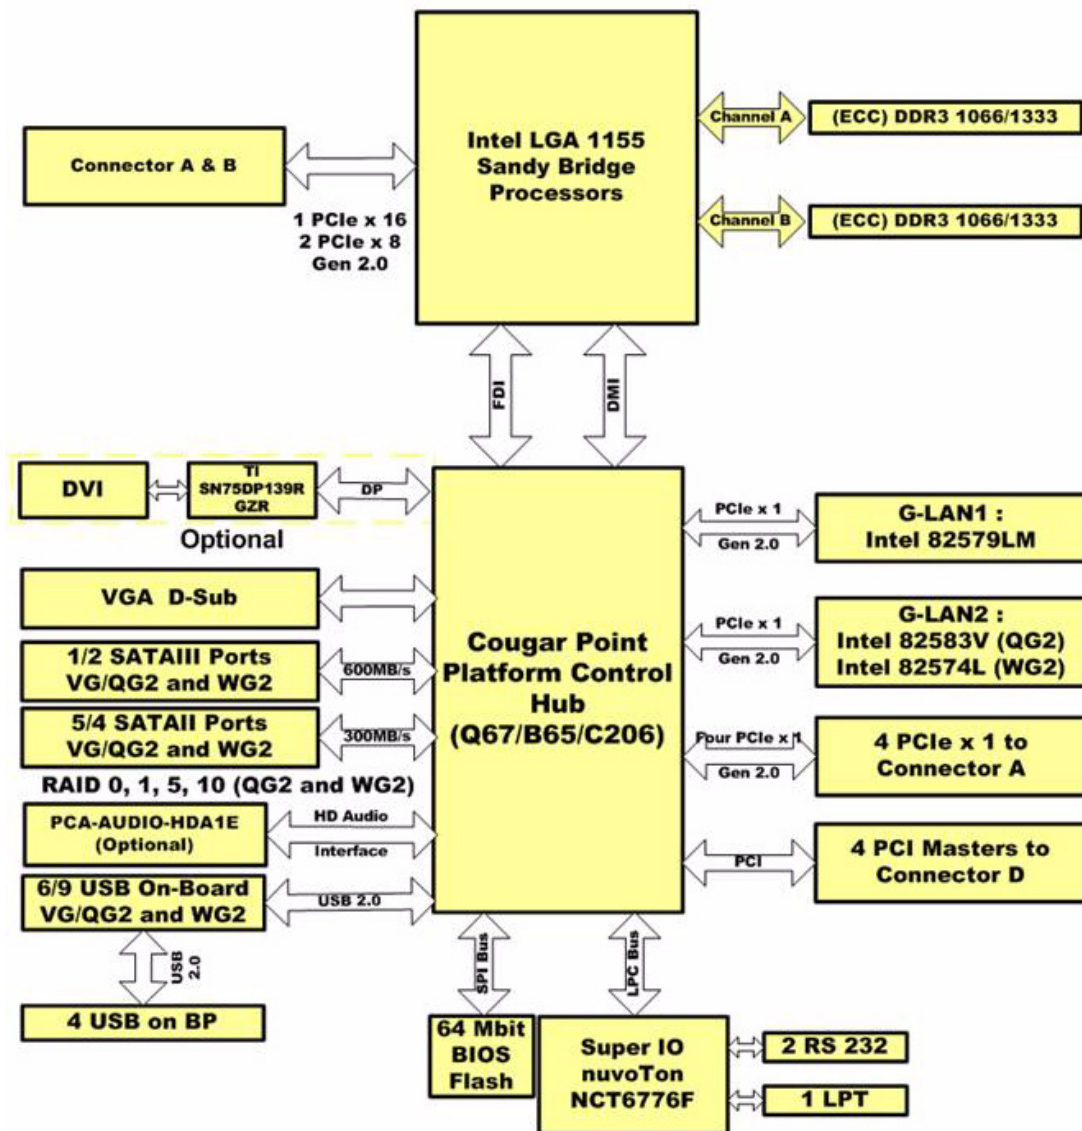 Intel LGA 1155
Sandy Bridge
Processors
Connector A & B
1 PCIe x 16
2 PCIe x 8
Gen 2.0
Channel A
(ECC) DDR3 1066/1333
Channel B
(ECC) DDR3 1066/1333
FDI
DMI
DVI
TI
SN75DP139R
GZR
DP
Optional
VGA D-Sub
1/2 SATAIII Ports
VG/QG2 and WG2
600MB/s
5/4 SATAII Ports
VG/QG2 and WG2
300MB/s
RAID 0, 1, 5, 10 (QG2 and WG2)
PCA-AUDIO-HDA1E
(Optional)
HD Audio
Interface
6/9 USB On-Board
VG/QG2 and WG2
USB 2.0
USB
2.0
4 USB on BP
Cougar Point
Platform Control
Hub
(Q67/B65/C206)
PCIe x 1
Gen 2.0
G-LAN1 :
Intel 82579LM
PCIe x 1
Gen 2.0
G-LAN2 :
Intel 82583V (QG2)
Intel 82574L (WG2)
Four PCIe x 1
Gen 2.0
4 PCIe x 1 to
Connector A
PCI
4 PCI Masters to
Connector D
SPI Bus
LPC Bus
64 Mbit
BIOS
Flash
Super IO
nuvoTon
NCT6776F
2 RS 232
1 LPT